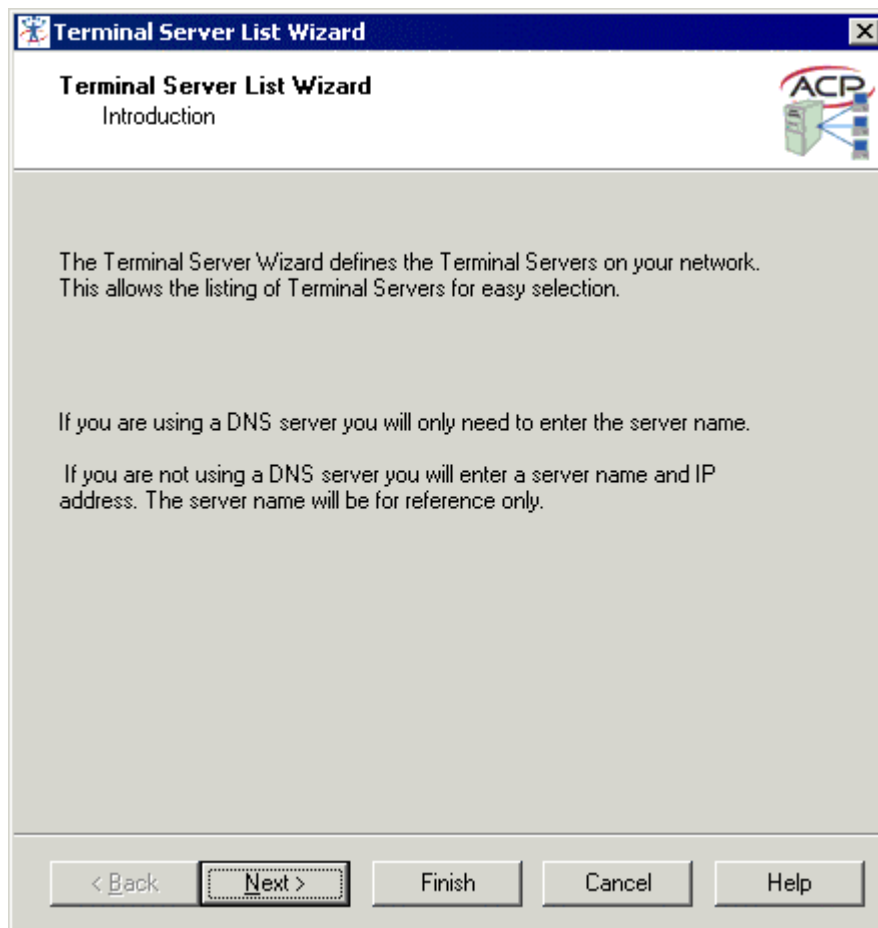 Terminal Server List Wizard
Terminal Server List Wizard
Introduction
ACP
The Terminal Server Wizard defines the Terminal Servers on your network.
This allows the listing of Terminal Servers for easy selection.
If you are using a DNS server you will only need to enter the server name.
If you are not using a DNS server you will enter a server name and IP
address. The server name will be for reference only.
< Back
Next >
Finish
Cancel
Help